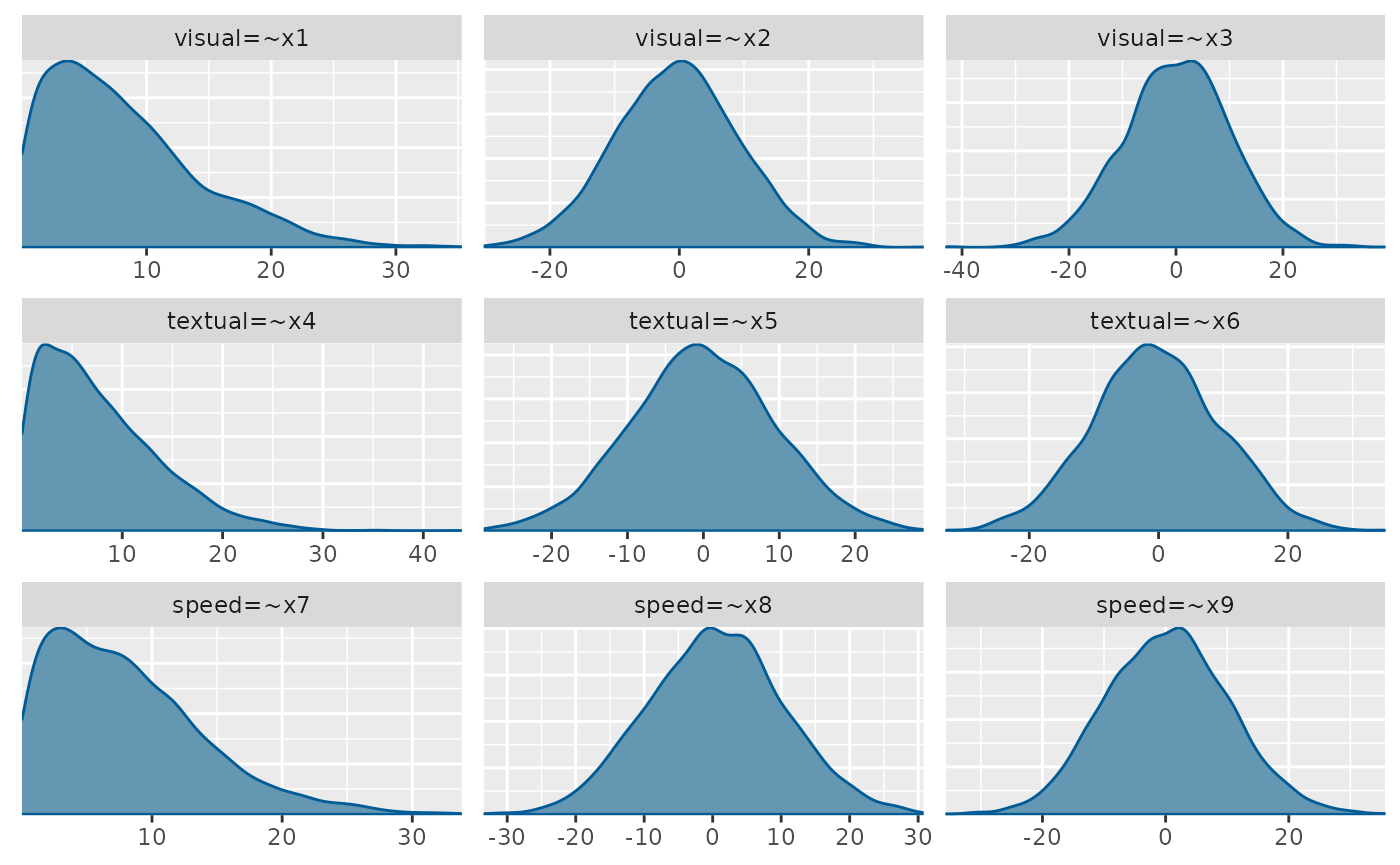 visual=~x1 visual=~x2 visual=~x3
10 20 30 -20 0 20 -40 -20 0 20
textual=~x4 textual=~x5 textual=~x6
10 20 30 40 -20 -10 0 10 20 -20 0 20
speed=~x7 speed=~x8 speed=~x9
10 20 30 -30 -20 -10 0 10 20 30 -20 0 20